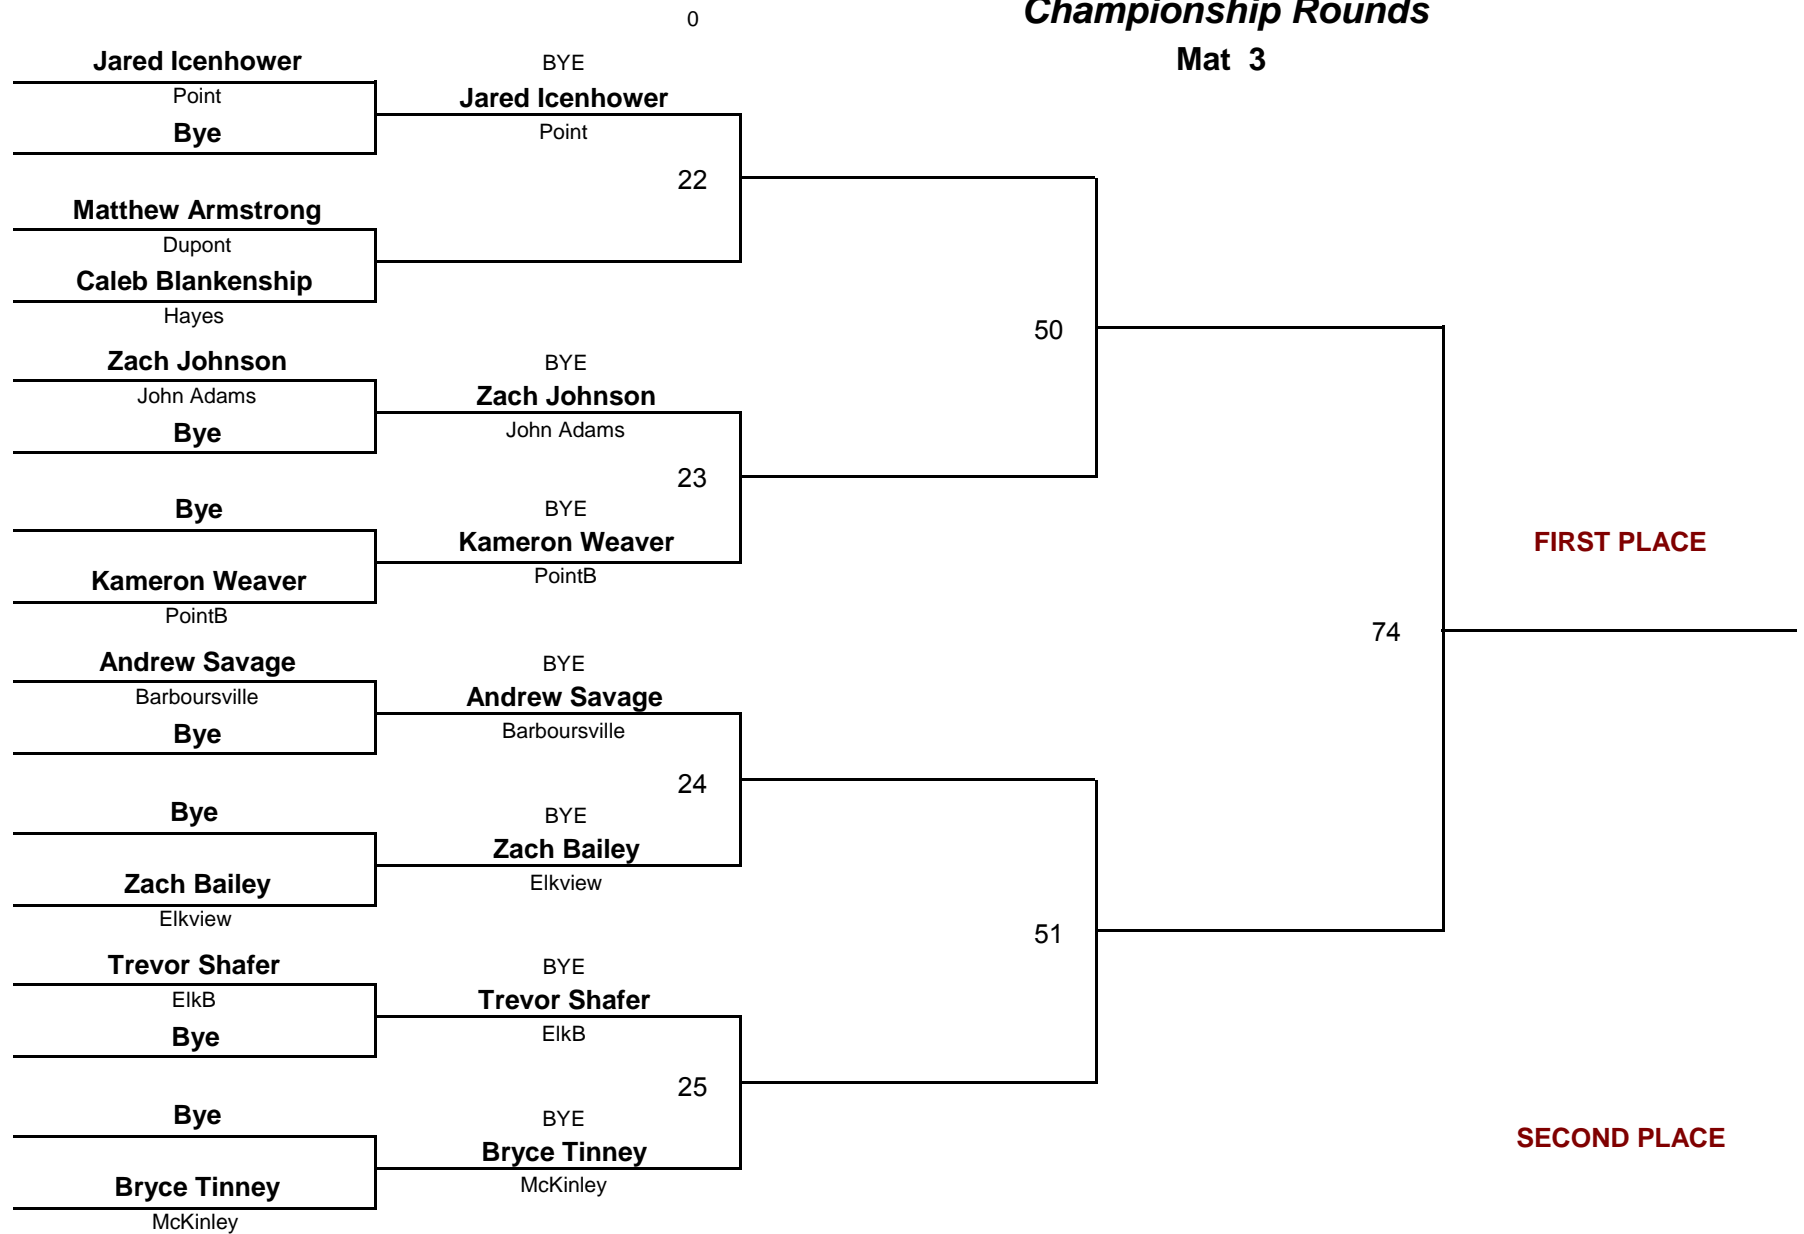 0
Championship Rounds
Mat 3
Jared Icenhower
Point
Bye
BYE
Jared Icenhower
Point
22
Matthew Armstrong
Dupont
Caleb Blankenship
Hayes
50
Zach Johnson
John Adams
Bye
BYE
Zach Johnson
John Adams
23
Bye
BYE
Kameron Weaver
PointB
Kameron Weaver
PointB
FIRST PLACE
74
Andrew Savage
Barboursville
Bye
BYE
Andrew Savage
Barboursville
24
Bye
BYE
Zach Bailey
Elkview
Zach Bailey
Elkview
51
Trevor Shafer
ElkB
Bye
BYE
Trevor Shafer
ElkB
25
Bye
BYE
Bryce Tinney
McKinley
Bryce Tinney
McKinley
SECOND PLACE